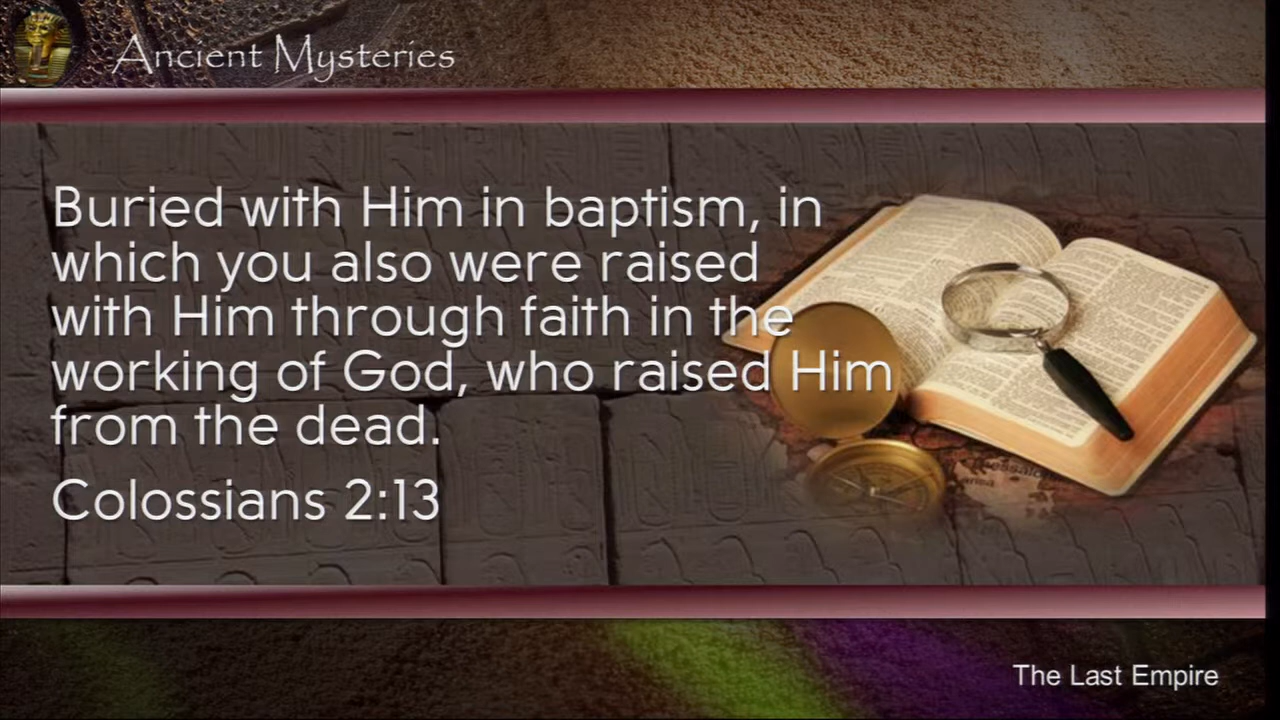 Ancient Mysteries
Buried with Him in baptism, in
which you also were raised
with Him through faith in the
working of God, who raised Him
from the dead.
Colossians 2:13
The Last Empire